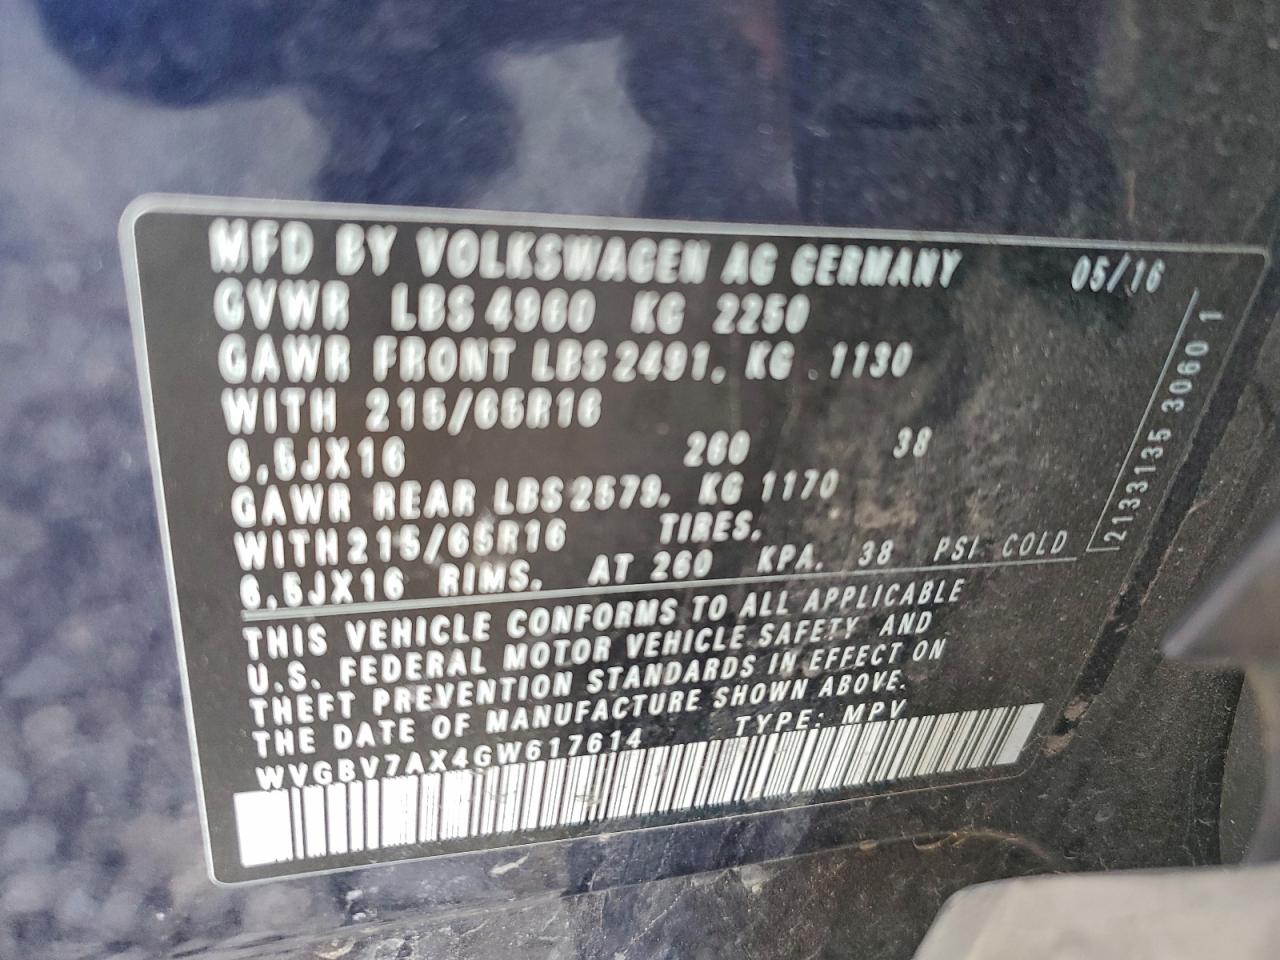 MFD BY VOLKSWAGEN AG GERMANY 05/16
GVWR LBS 4960 KG 2250
GAWR FRONT LBS 2491, KG 1130
WITH 215/65R16
6,5JX16 260 38
GAWR REAR LBS 2579, KG 1170
WITH 215/65R16 TIRES,
6,5JX16 RIMS, AT 260 KPA, 38 PSI COLD
THIS VEHICLE CONFORMS TO ALL APPLICABLE
U.S. FEDERAL MOTOR VEHICLE SAFETY AND
THEFT PREVENTION STANDARDS IN EFFECT ON
THE DATE OF MANUFACTURE SHOWN ABOVE.
WVGBV7AX4GW617614 TYPE: MPV
2133135 3060 1